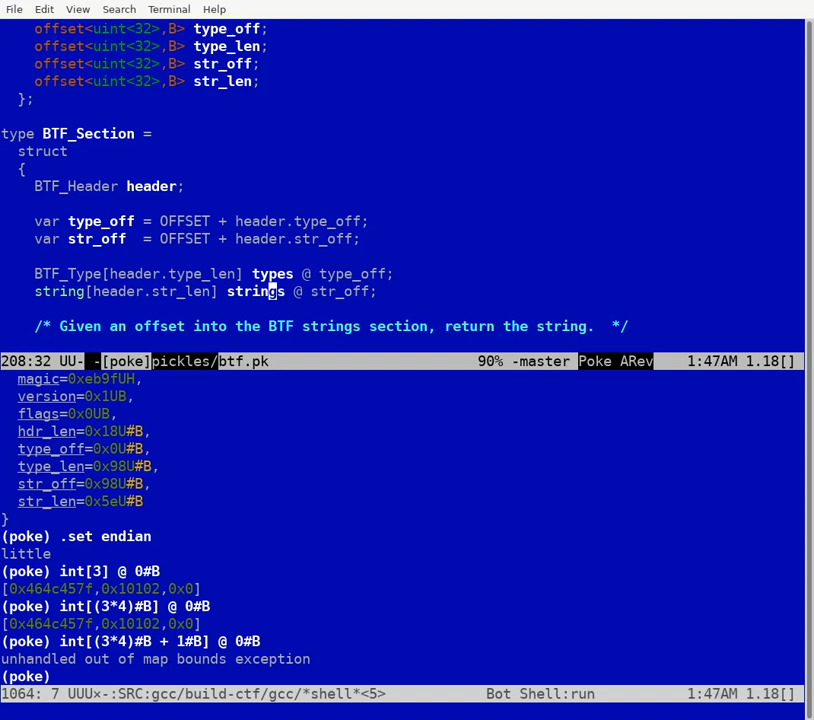 File Edit View Search Terminal Help
offset<uint<32>,B> type_off;
offset<uint<32>,B> type_len;
offset<uint<32>,B> str_off;
offset<uint<32>,B> str_len;
};
type BTF_Section =
struct
{
BTF_Header header;
var type_off = OFFSET + header.type_off;
var str_off  = OFFSET + header.str_off;
BTF_Type[header.type_len] types @ type_off;
string[header.str_len] strings @ str_off;
/* Given an offset into the BTF strings section, return the string.  */
208:32 UU- -[poke]pickles/btf.pk 90% -master Poke ARev 1:47AM 1.18[]
magic=0xeb9fUH,
version=0x1UB,
flags=0x0UB,
hdr_len=0x18U#B,
type_off=0x0U#B,
type_len=0x98U#B,
str_off=0x98U#B,
str_len=0x5eU#B
}
(poke) .set endian
little
(poke) int[3] @ 0#B
[0x464c457f,0x10102,0x0]
(poke) int[(3*4)#B] @ 0#B
[0x464c457f,0x10102,0x0]
(poke) int[(3*4)#B + 1#B] @ 0#B
unhandled out of map bounds exception
(poke)
1064: 7 UUU×-:SRC:gcc/build-ctf/gcc/*shell*<5> Bot Shell:run 1:47AM 1.18[]